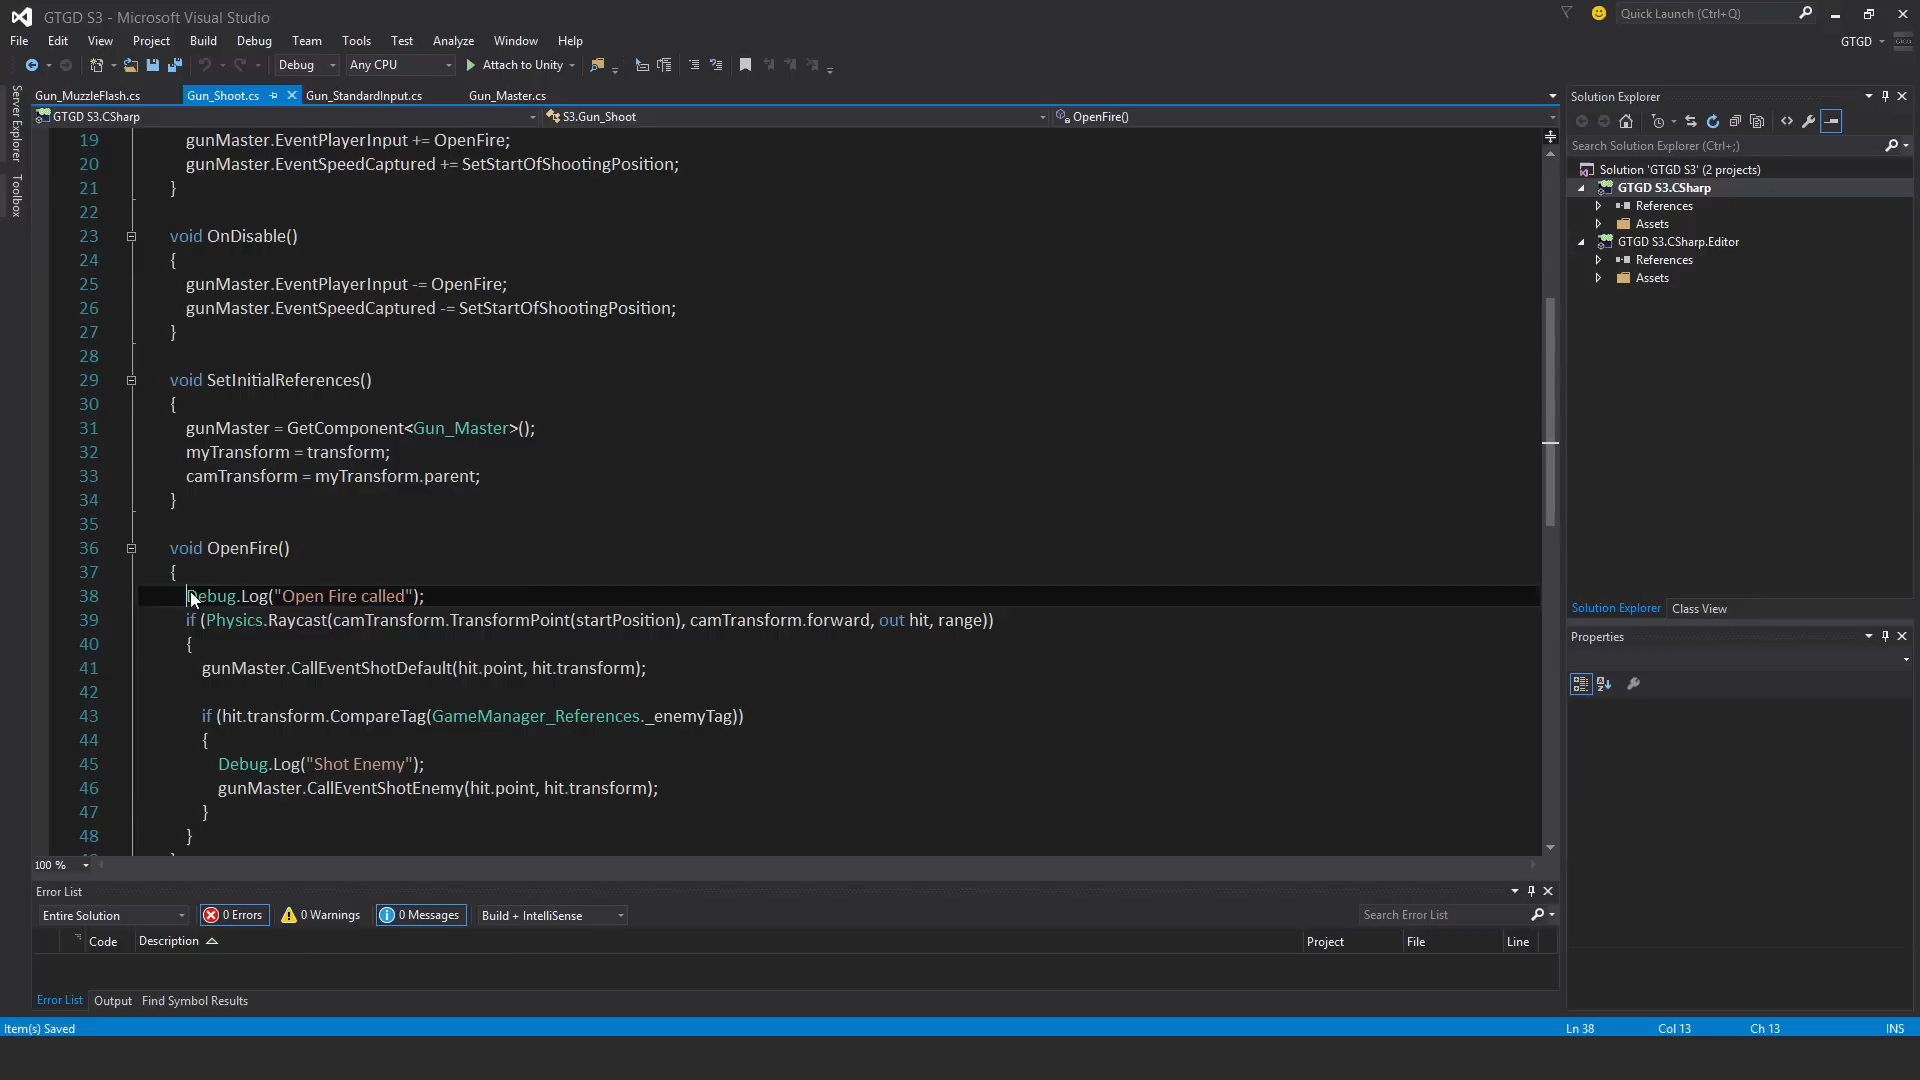 GTGD S3 - Microsoft Visual Studio
Quick Launch (Ctrl+Q)
File Edit View Project Build Debug Team Tools Test Analyze Window Help
GTGD
Debug Any CPU Attach to Unity
Server Explorer
Toolbox
Gun_MuzzleFlash.cs Gun_Shoot.cs Gun_StandardInput.cs Gun_Master.cs
GTGD S3.CSharp S3.Gun_Shoot OpenFire()
19 gunMaster.EventPlayerInput += OpenFire;
20 gunMaster.EventSpeedCaptured += SetStartOfShootingPosition;
21 }
22
23 void OnDisable()
24 {
25 gunMaster.EventPlayerInput -= OpenFire;
26 gunMaster.EventSpeedCaptured -= SetStartOfShootingPosition;
27 }
28
29 void SetInitialReferences()
30 {
31 gunMaster = GetComponent<Gun_Master>();
32 myTransform = transform;
33 camTransform = myTransform.parent;
34 }
35
36 void OpenFire()
37 {
38 Debug.Log("Open Fire called");
39 if (Physics.Raycast(camTransform.TransformPoint(startPosition), camTransform.forward, out hit, range))
40 {
41 gunMaster.CallEventShotDefault(hit.point, hit.transform);
42
43 if (hit.transform.CompareTag(GameManager_References._enemyTag))
44 {
45 Debug.Log("Shot Enemy");
46 gunMaster.CallEventShotEnemy(hit.point, hit.transform);
47 }
48 }
100 %
Solution Explorer
Search Solution Explorer (Ctrl+;)
Solution 'GTGD S3' (2 projects)
GTGD S3.CSharp
References
Assets
GTGD S3.CSharp.Editor
References
Assets
Solution Explorer Class View
Properties
Error List
Entire Solution 0 Errors 0 Warnings 0 Messages Build + IntelliSense Search Error List
Code Description Project File Line
Error List Output Find Symbol Results
Item(s) Saved Ln 38 Col 13 Ch 13 INS